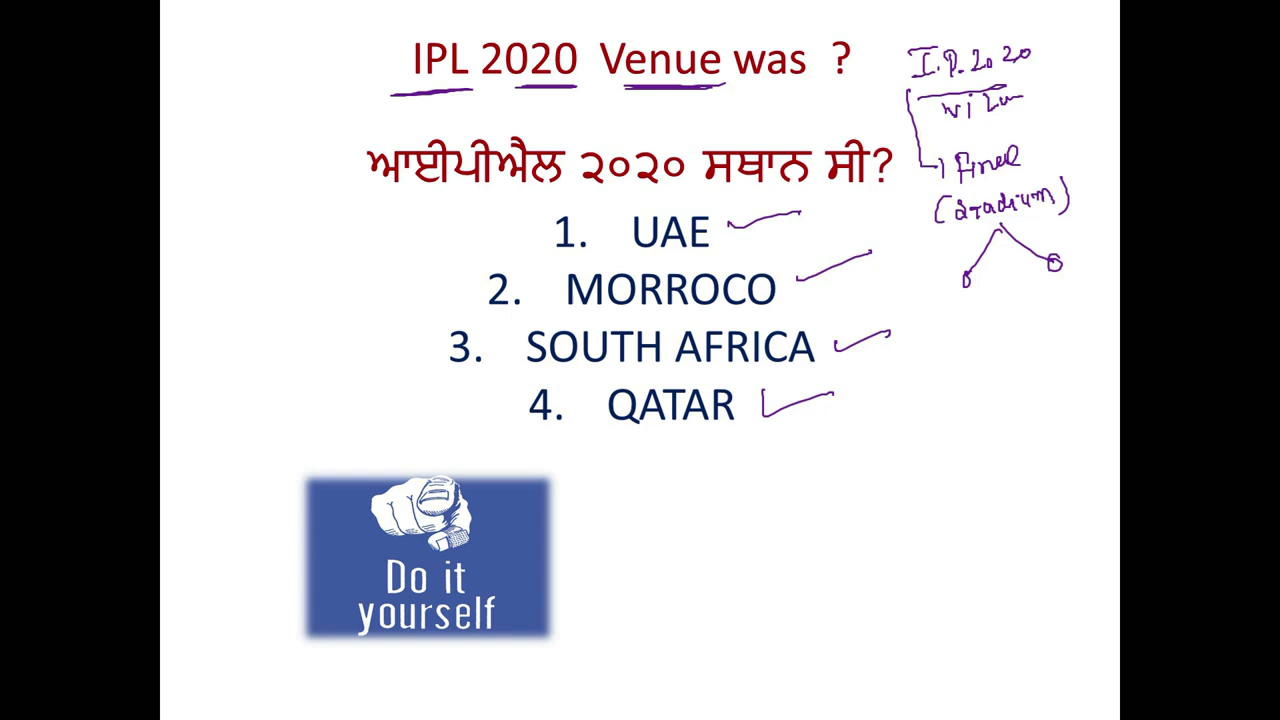 IPL 2020 Venue was ?
ਆਈਪੀਐਲ ੨੦੨੦ ਸਥਾਨ ਸੀ?
1. UAE
2. MORROCO
3. SOUTH AFRICA
4. QATAR
I.P. 2020
Final
(stadium)
Do it
yourself